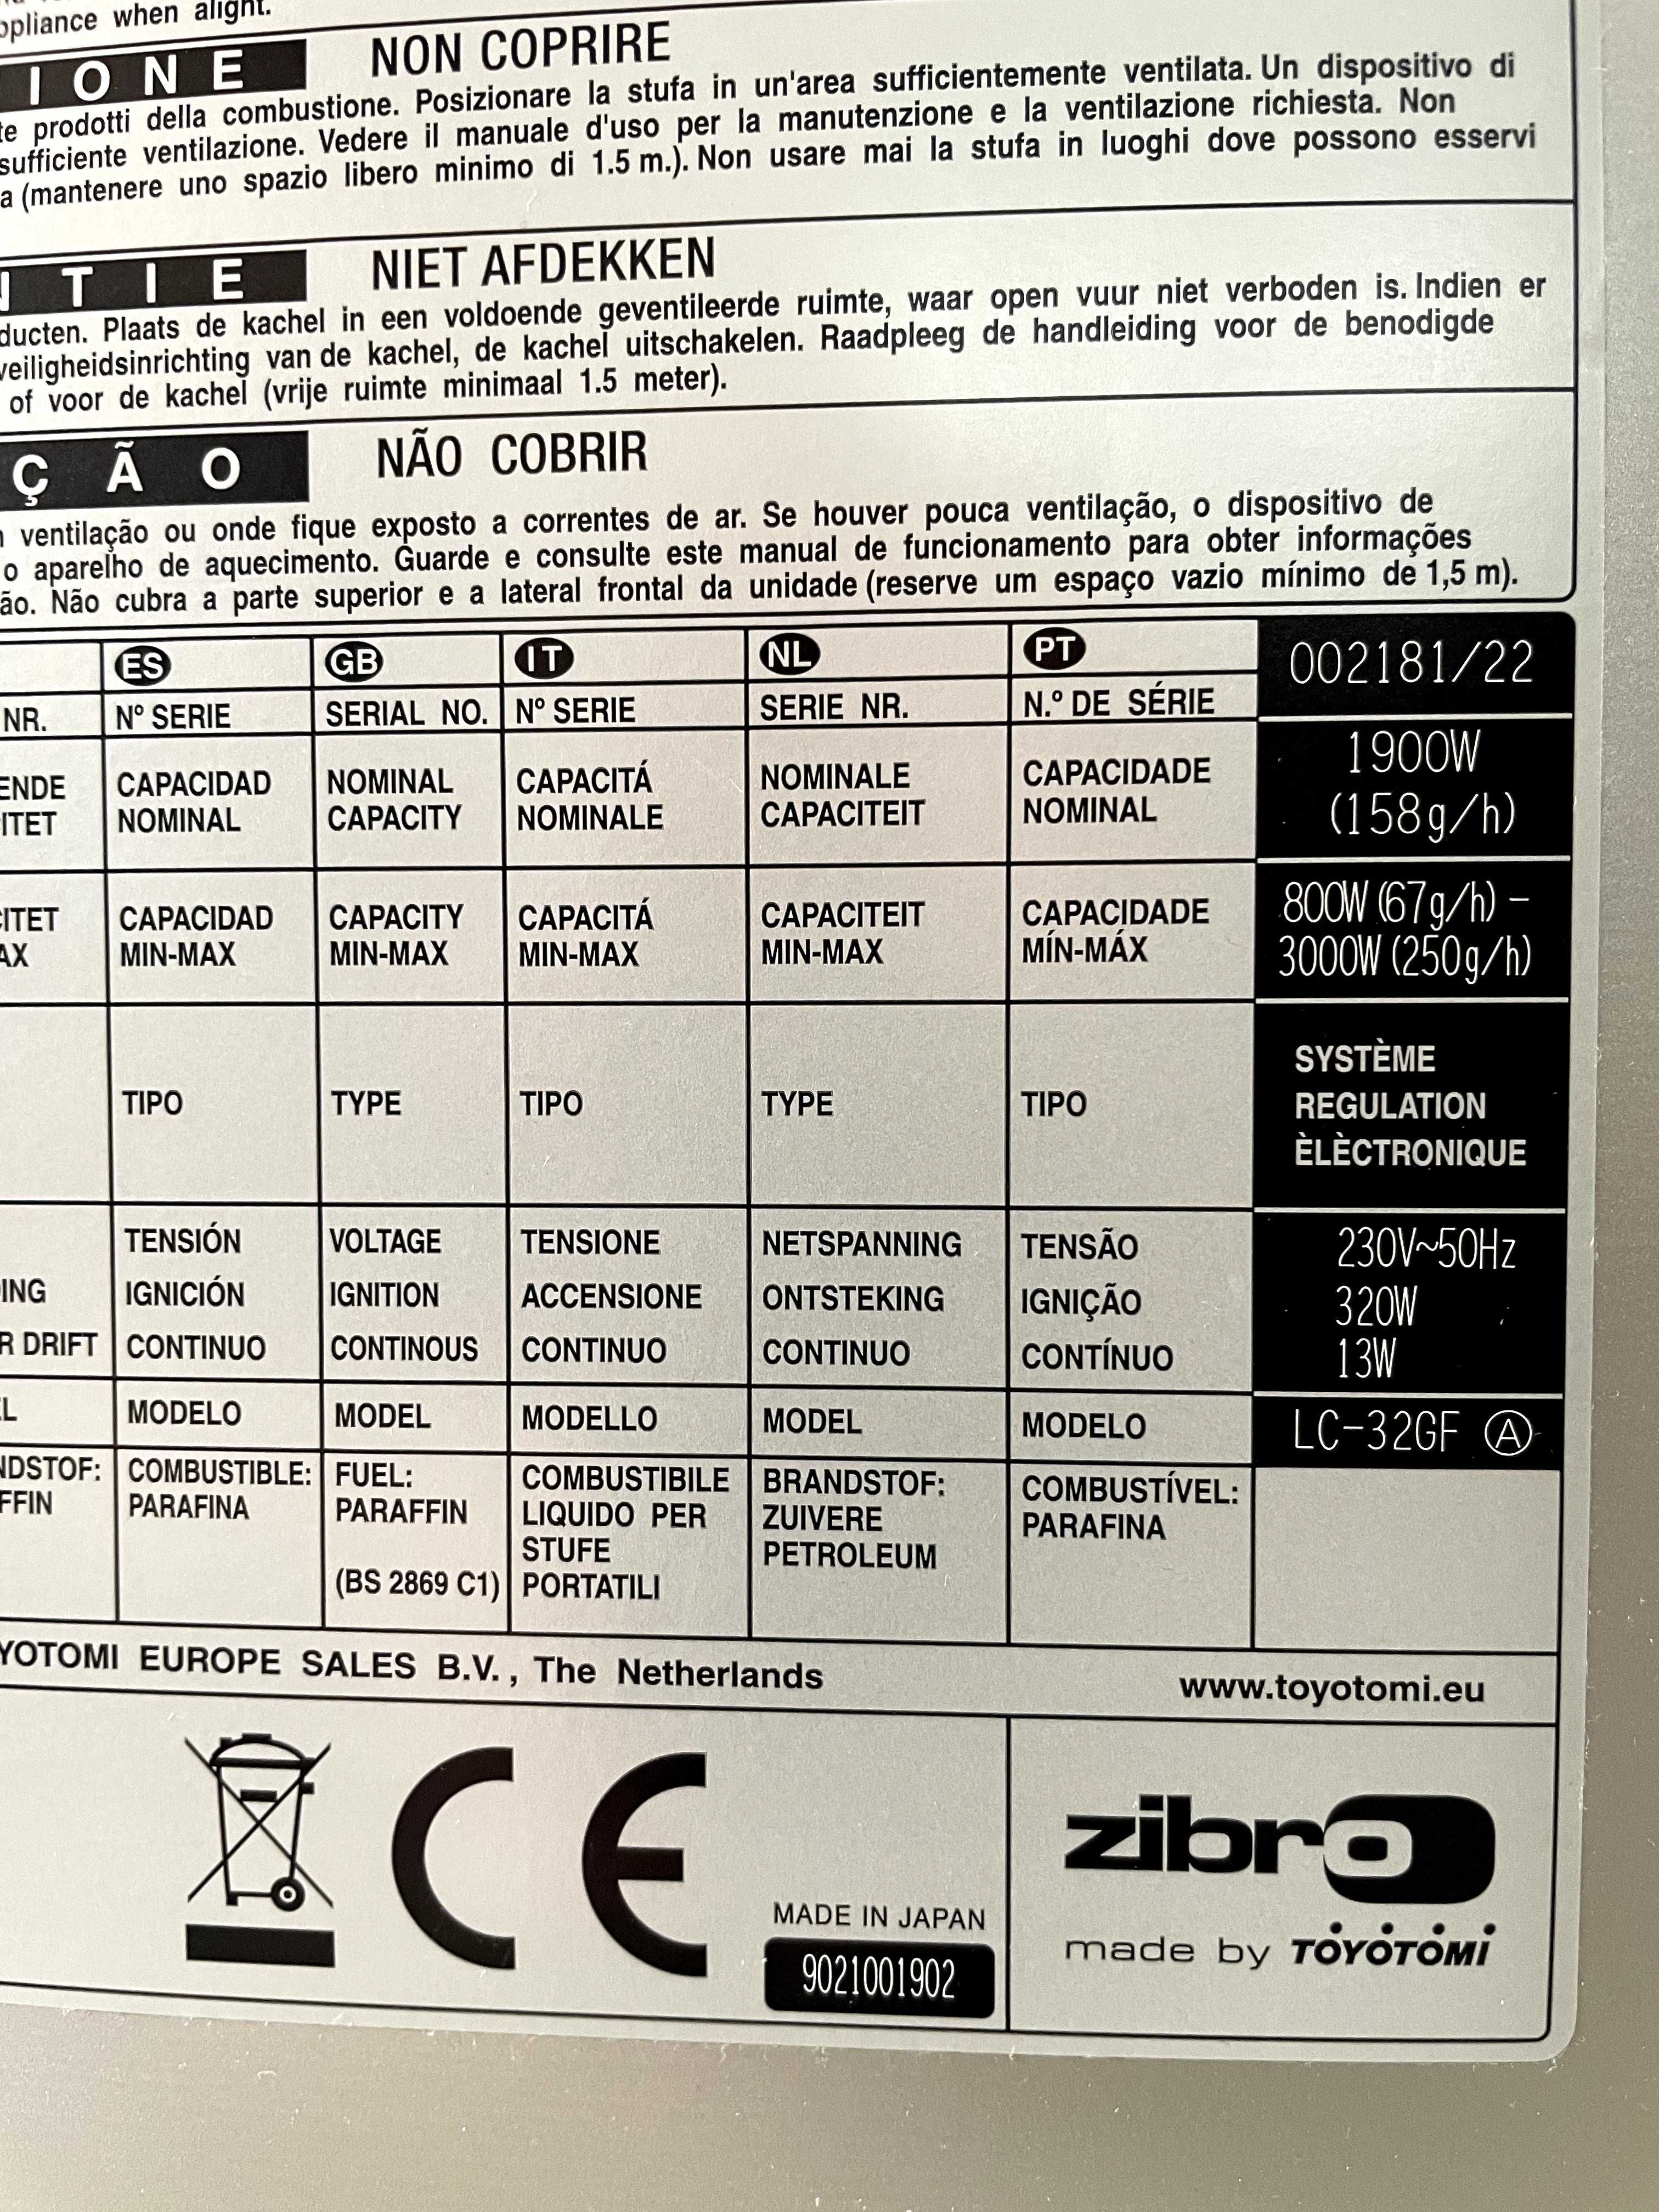 appliance when alight.
IONE NON COPRIRE
te prodotti della combustione. Posizionare la stufa in un'area sufficientemente ventilata. Un dispositivo di
sufficiente ventilazione. Vedere il manuale d'uso per la manutenzione e la ventilazione richiesta. Non
a (mantenere uno spazio libero minimo di 1.5 m.). Non usare mai la stufa in luoghi dove possono esservi
NTIE NIET AFDEKKEN
ducten. Plaats de kachel in een voldoende geventileerde ruimte, waar open vuur niet verboden is. Indien er
veiligheidsinrichting van de kachel, de kachel uitschakelen. Raadpleeg de handleiding voor de benodigde
of voor de kachel (vrije ruimte minimaal 1.5 meter).
ÇÃO NÃO COBRIR
ventilação ou onde fique exposto a correntes de ar. Se houver pouca ventilação, o dispositivo de
o aparelho de aquecimento. Guarde e consulte este manual de funcionamento para obter informações
ão. Não cubra a parte superior e a lateral frontal da unidade (reserve um espaço vazio mínimo de 1,5 m).
ES GB IT NL PT 002181/22
NR. Nº SERIE SERIAL NO. Nº SERIE SERIE NR. N.º DE SÉRIE
ENDE CAPACIDAD NOMINAL CAPACITÁ NOMINALE CAPACIDADE 1900W
ITET NOMINAL CAPACITY NOMINALE CAPACITEIT NOMINAL (158g/h)
CITET CAPACIDAD CAPACITY CAPACITÁ CAPACITEIT CAPACIDADE 800W (67g/h) –
AX MIN-MAX MIN-MAX MIN-MAX MIN-MAX MÍN-MÁX 3000W (250g/h)
SYSTÈME
TIPO TYPE TIPO TYPE TIPO REGULATION
ÈLÈCTRONIQUE
TENSIÓN VOLTAGE TENSIONE NETSPANNING TENSÃO 230V~50Hz
ING IGNICIÓN IGNITION ACCENSIONE ONTSTEKING IGNIÇÃO 320W
R DRIFT CONTINUO CONTINOUS CONTINUO CONTINUO CONTÍNUO 13W
EL MODELO MODEL MODELLO MODEL MODELO LC-32GF Ⓐ
NDSTOF: COMBUSTIBLE: FUEL: COMBUSTIBILE BRANDSTOF: COMBUSTÍVEL:
FFIN PARAFINA PARAFFIN LIQUIDO PER ZUIVERE PARAFINA
STUFE PETROLEUM
(BS 2869 C1) PORTATILI
YOTOMI EUROPE SALES B.V., The Netherlands www.toyotomi.eu
CE
MADE IN JAPAN
9021001902
zibro
made by TOYOTOMI